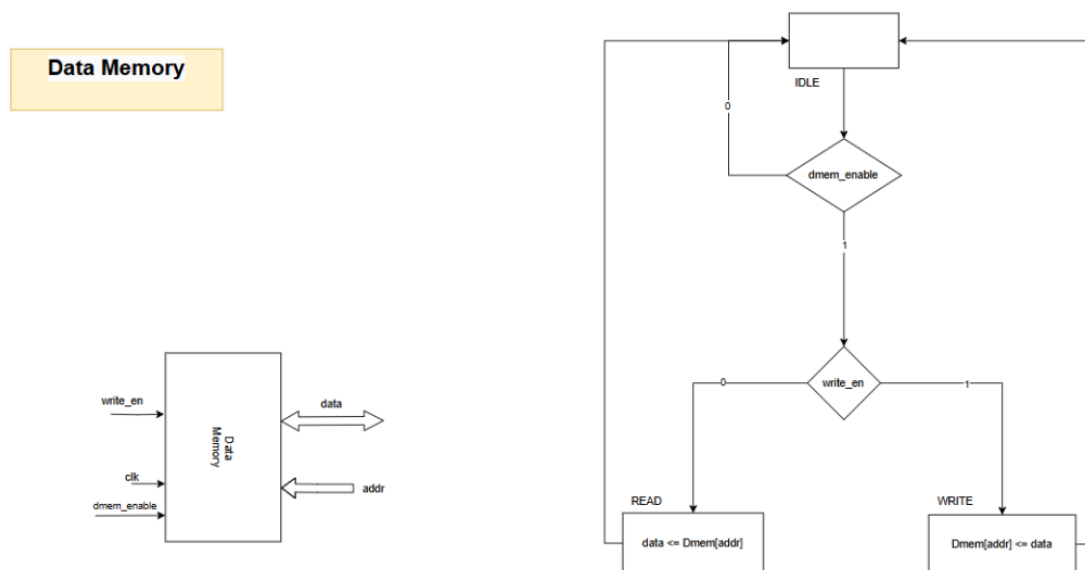 Data Memory
IDLE
0
dmem_enable
1
write_en
0
1
READ
WRITE
data <= Dmem[addr]
Dmem[addr] <= data
write_en
data
Data
Memory
clk
addr
dmem_enable